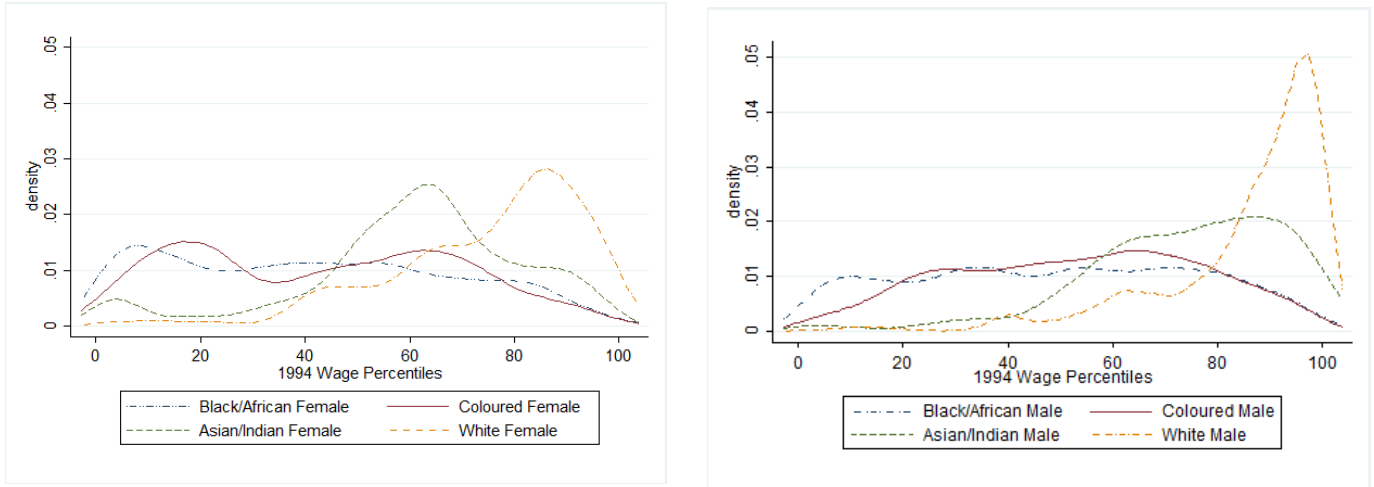 .05
.04
.03
density
.02
.01
0
0 20 40 60 80 100
1994 Wage Percentiles
Black/African Female Coloured Female
Asian/Indian Female White Female
.05
.04
.03
density
.02
.01
0
0 20 40 60 80 100
1994 Wage Percentiles
Black/African Male Coloured Male
Asian/Indian Male White Male